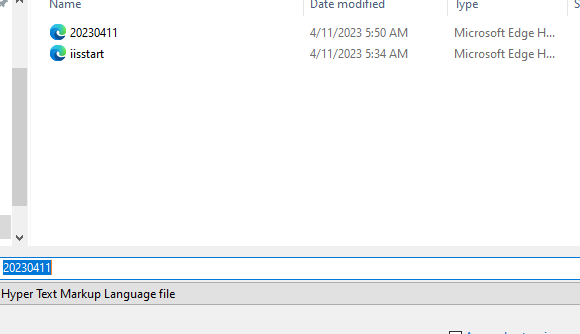 Name Date modified Type S
20230411 4/11/2023 5:50 AM Microsoft Edge H...
iisstart 4/11/2023 5:34 AM Microsoft Edge H...
20230411
Hyper Text Markup Language file